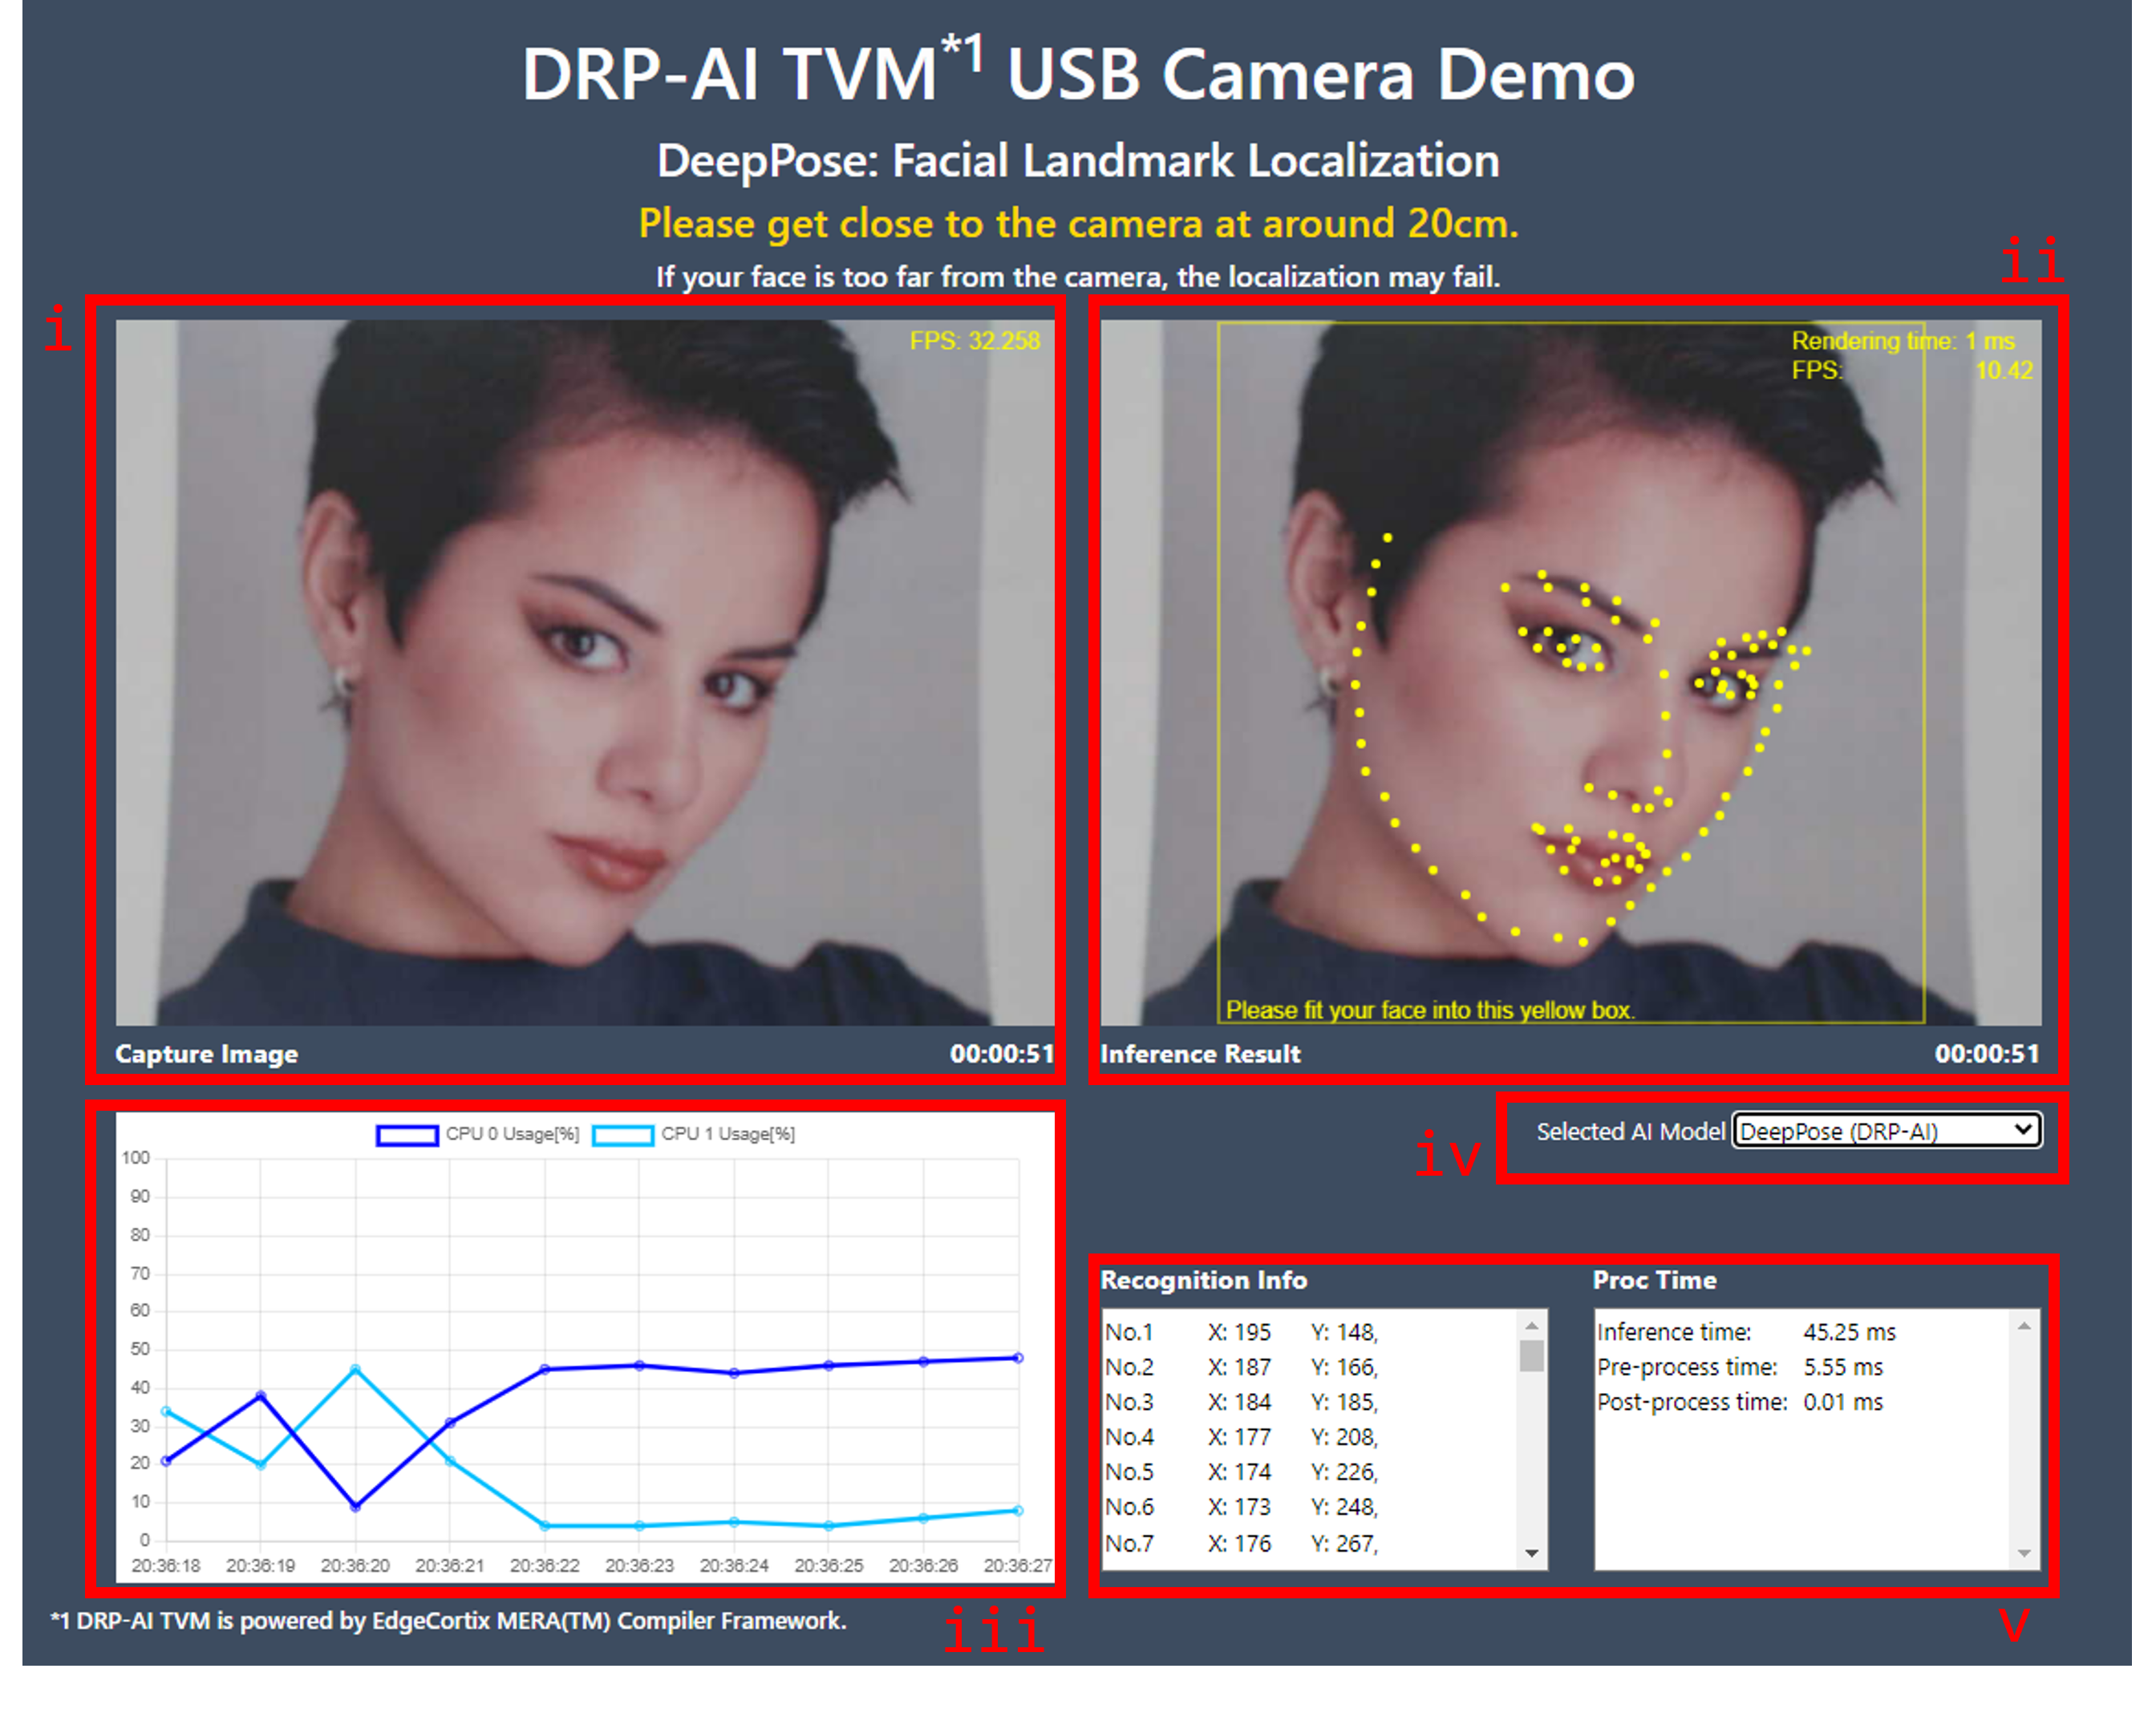 DRP-AI TVM*1 USB Camera Demo
DeepPose: Facial Landmark Localization
Please get close to the camera at around 20cm.
If your face is too far from the camera, the localization may fail.
i
ii
FPS: 32.258
Rendering time: 1 ms
FPS: 10.42
Please fit your face into this yellow box.
Capture Image 00:00:51
Inference Result 00:00:51
CPU 0 Usage[%] CPU 1 Usage[%]
100
90
80
70
60
50
40
30
20
10
0
20:36:18 20:36:19 20:36:20 20:36:21 20:36:22 20:36:23 20:36:24 20:36:25 20:36:26 20:36:27
iii
iv
Selected AI Model DeepPose (DRP-AI)
Recognition Info
No.1 X: 195 Y: 148,
No.2 X: 187 Y: 166,
No.3 X: 184 Y: 185,
No.4 X: 177 Y: 208,
No.5 X: 174 Y: 226,
No.6 X: 173 Y: 248,
No.7 X: 176 Y: 267,
Proc Time
Inference time: 45.25 ms
Pre-process time: 5.55 ms
Post-process time: 0.01 ms
v
*1 DRP-AI TVM is powered by EdgeCortix MERA(TM) Compiler Framework.